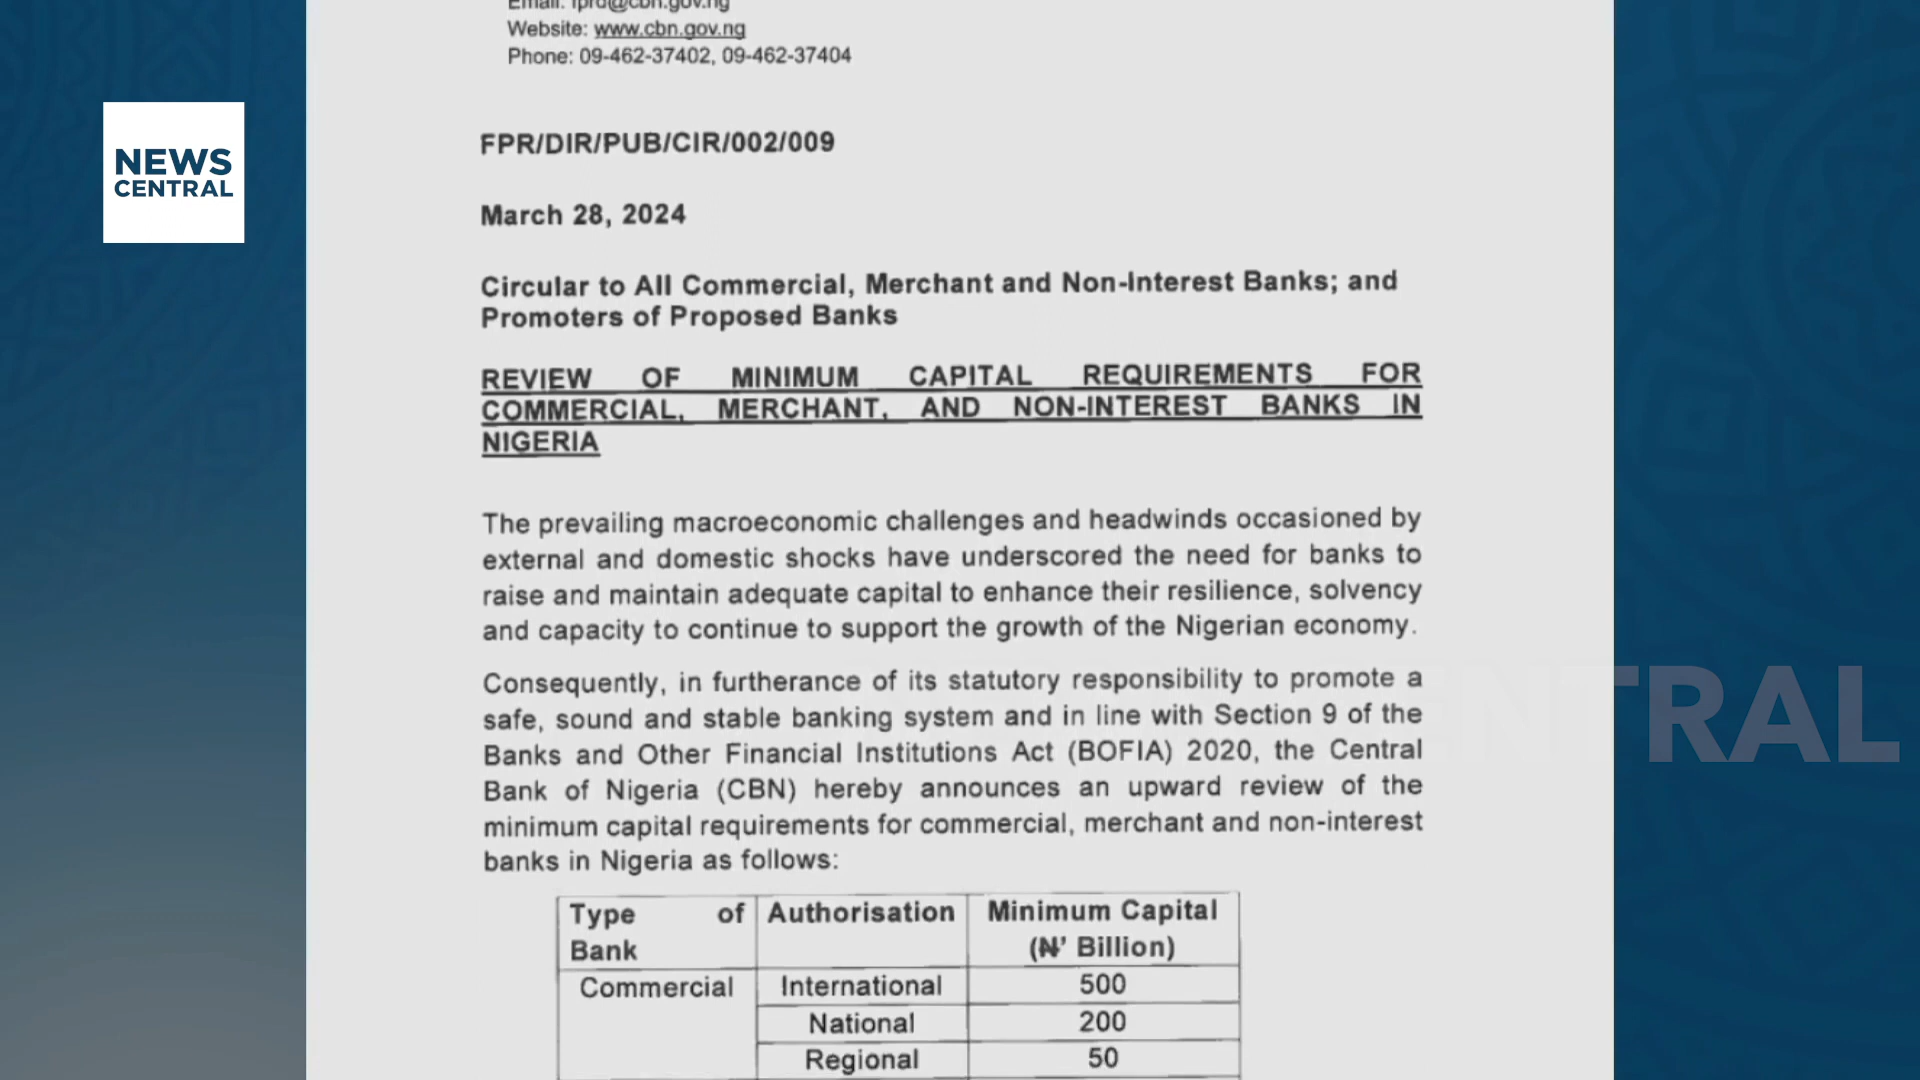 Email: fprd@cbn.gov.ng
Website: www.cbn.gov.ng
Phone: 09-462-37402, 09-462-37404
NEWS
CENTRAL
FPR/DIR/PUB/CIR/002/009
March 28, 2024
Circular to All Commercial, Merchant and Non-Interest Banks; and
Promoters of Proposed Banks
REVIEW OF MINIMUM CAPITAL REQUIREMENTS FOR
COMMERCIAL, MERCHANT, AND NON-INTEREST BANKS IN
NIGERIA
The prevailing macroeconomic challenges and headwinds occasioned by
external and domestic shocks have underscored the need for banks to
raise and maintain adequate capital to enhance their resilience, solvency
and capacity to continue to support the growth of the Nigerian economy.
Consequently, in furtherance of its statutory responsibility to promote a
safe, sound and stable banking system and in line with Section 9 of the
Banks and Other Financial Institutions Act (BOFIA) 2020, the Central
Bank of Nigeria (CBN) hereby announces an upward review of the
minimum capital requirements for commercial, merchant and non-interest
banks in Nigeria as follows:
Type of Bank Authorisation Minimum Capital (₦' Billion)
Commercial International 500
National 200
Regional 50
CENTRAL